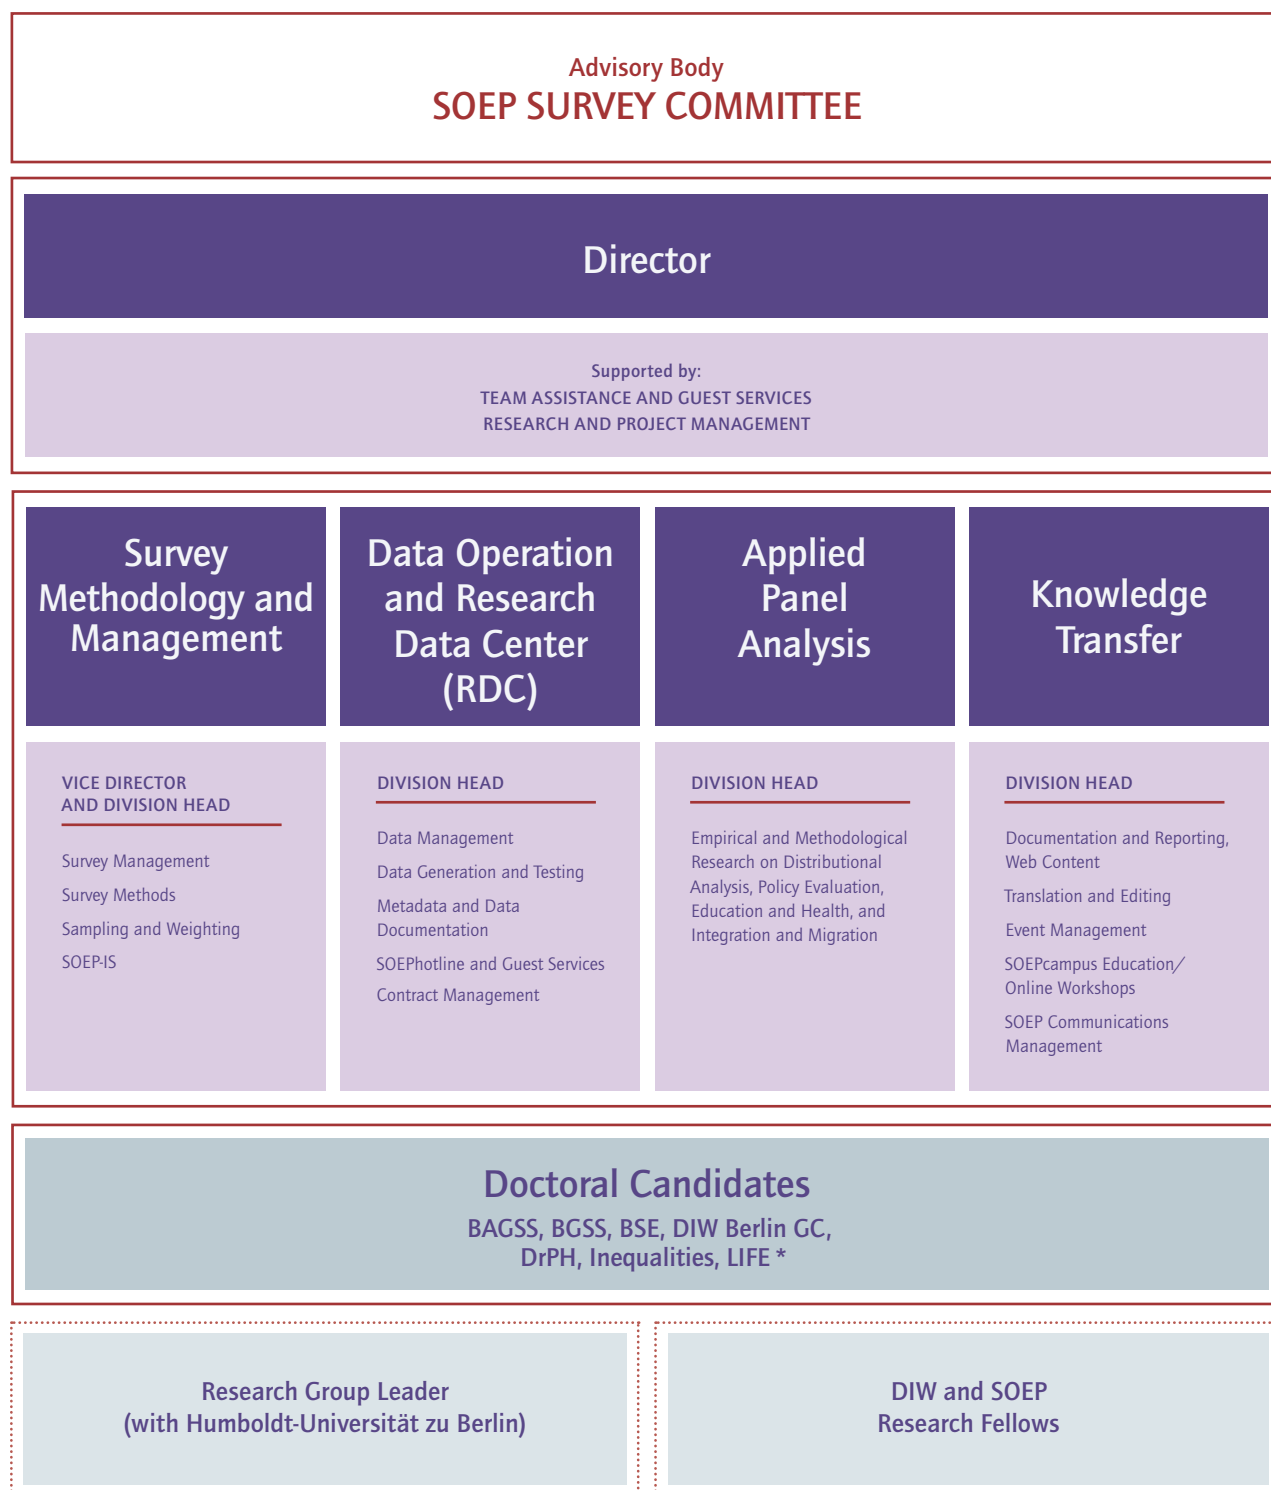 Advisory Body
SOEP SURVEY COMMITTEE
Director
Supported by:
TEAM ASSISTANCE AND GUEST SERVICES
RESEARCH AND PROJECT MANAGEMENT
Survey
Methodology and
Management
VICE DIRECTOR
AND DIVISION HEAD
Survey Management
Survey Methods
Sampling and Weighting
SOEP-IS
Data Operation
and Research
Data Center
(RDC)
DIVISION HEAD
Data Management
Data Generation and Testing
Metadata and Data
Documentation
SOEPhotline and Guest Services
Contract Management
Applied
Panel
Analysis
DIVISION HEAD
Empirical and Methodological
Research on Distributional
Analysis, Policy Evaluation,
Education and Health, and
Integration and Migration
Knowledge
Transfer
DIVISION HEAD
Documentation and Reporting,
Web Content
Translation and Editing
Event Management
SOEPcampus Education/
Online Workshops
SOEP Communications
Management
Doctoral Candidates
BAGSS, BGSS, BSE, DIW Berlin GC,
DrPH, Inequalities, LIFE *
Research Group Leader
(with Humboldt-Universität zu Berlin)
DIW and SOEP
Research Fellows